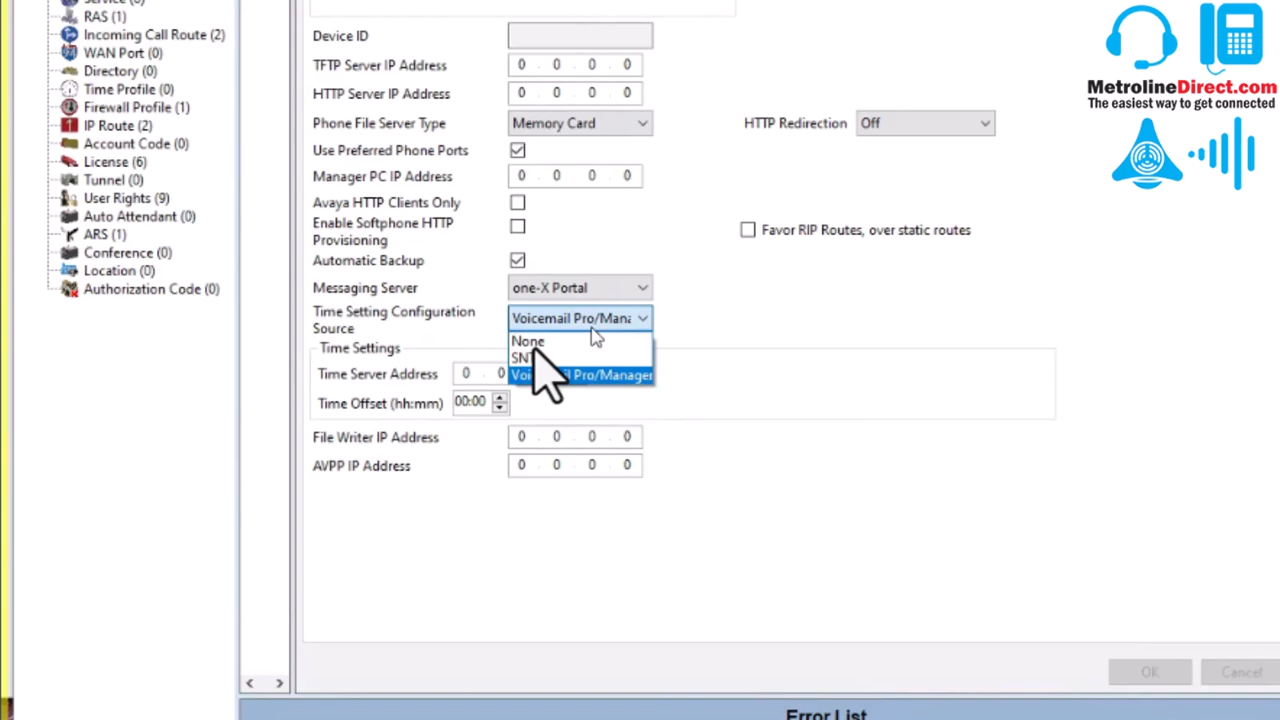 Service (0)
RAS (1)
Incoming Call Route (2)
WAN Port (0)
Directory (0)
Time Profile (0)
Firewall Profile (1)
IP Route (2)
Account Code (0)
License (6)
Tunnel (0)
User Rights (9)
Auto Attendant (0)
ARS (1)
Conference (0)
Location (0)
Authorization Code (0)
Device ID
TFTP Server IP Address 0 . 0 . 0 . 0
HTTP Server IP Address 0 . 0 . 0 . 0
Phone File Server Type Memory Card HTTP Redirection Off
Use Preferred Phone Ports
Manager PC IP Address 0 . 0 . 0 . 0
Avaya HTTP Clients Only
Enable Softphone HTTP
Provisioning
Favor RIP Routes, over static routes
Automatic Backup
Messaging Server one-X Portal
Time Setting Configuration
Source
Voicemail Pro/Mana
None
Time Settings
Pro/Manager
Time Server Address 0 . 0
Time Offset (hh:mm) 00:00
File Writer IP Address 0 . 0 . 0 . 0
AVPP IP Address 0 . 0 . 0 . 0
OK Cancel
Error List
MetrolineDirect.com
The easiest way to get connected